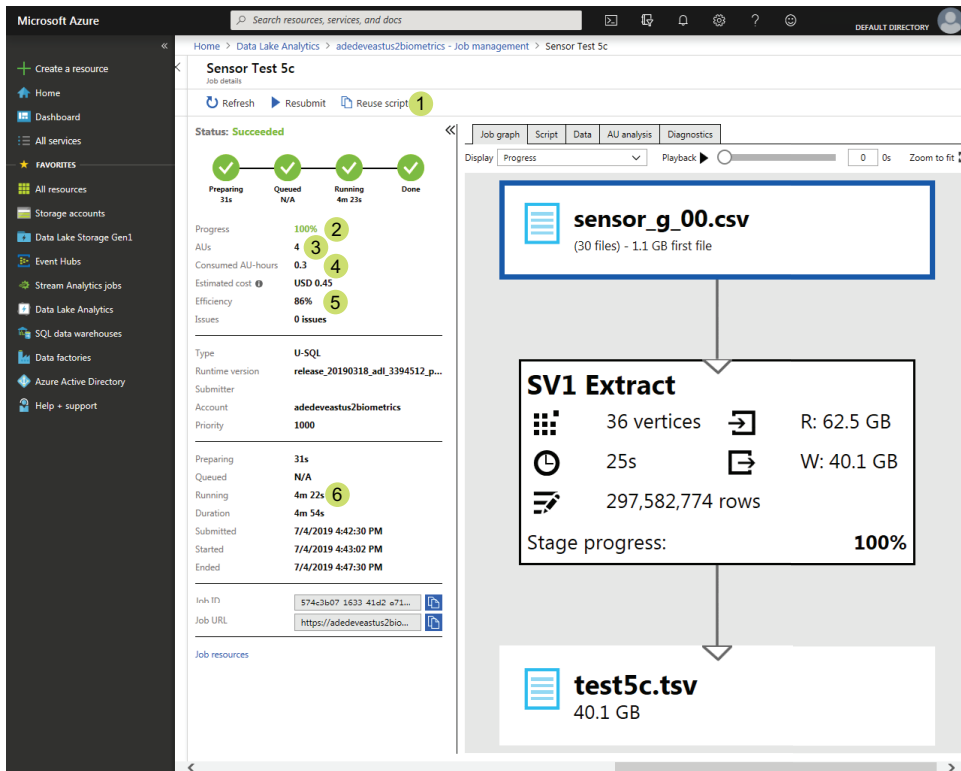 Microsoft Azure
Search resources, services, and docs
DEFAULT DIRECTORY
Home > Data Lake Analytics > adedeveastus2biometrics - Job management > Sensor Test 5c
Create a resource
Home
Dashboard
All services
FAVORITES
All resources
Storage accounts
Data Lake Storage Gen1
Event Hubs
Stream Analytics jobs
Data Lake Analytics
SQL data warehouses
Data factories
Azure Active Directory
Help + support
Sensor Test 5c
Job details
Refresh Resubmit Reuse script 1
Status: Succeeded
Preparing Queued Running Done
31s N/A 4m 23s
Progress 100% 2
AUs 4 3
Consumed AU-hours 0.3 4
Estimated cost USD 0.45
Efficiency 86% 5
Issues 0 issues
Type U-SQL
Runtime version release_20190318_adl_3394512_p...
Submitter
Account adedeveastus2biometrics
Priority 1000
Preparing 31s
Queued N/A
Running 4m 22s 6
Duration 4m 54s
Submitted 7/4/2019 4:42:30 PM
Started 7/4/2019 4:43:02 PM
Ended 7/4/2019 4:47:30 PM
Job ID 574c3b07 1633 41d2 a71...
Job URL https://adedeveastus2bio...
Job resources
Job graph Script Data AU analysis Diagnostics
Display Progress Playback 0 0s Zoom to fit
sensor_g_00.csv
(30 files) - 1.1 GB first file
SV1 Extract
36 vertices R: 62.5 GB
25s W: 40.1 GB
297,582,774 rows
Stage progress: 100%
test5c.tsv
40.1 GB